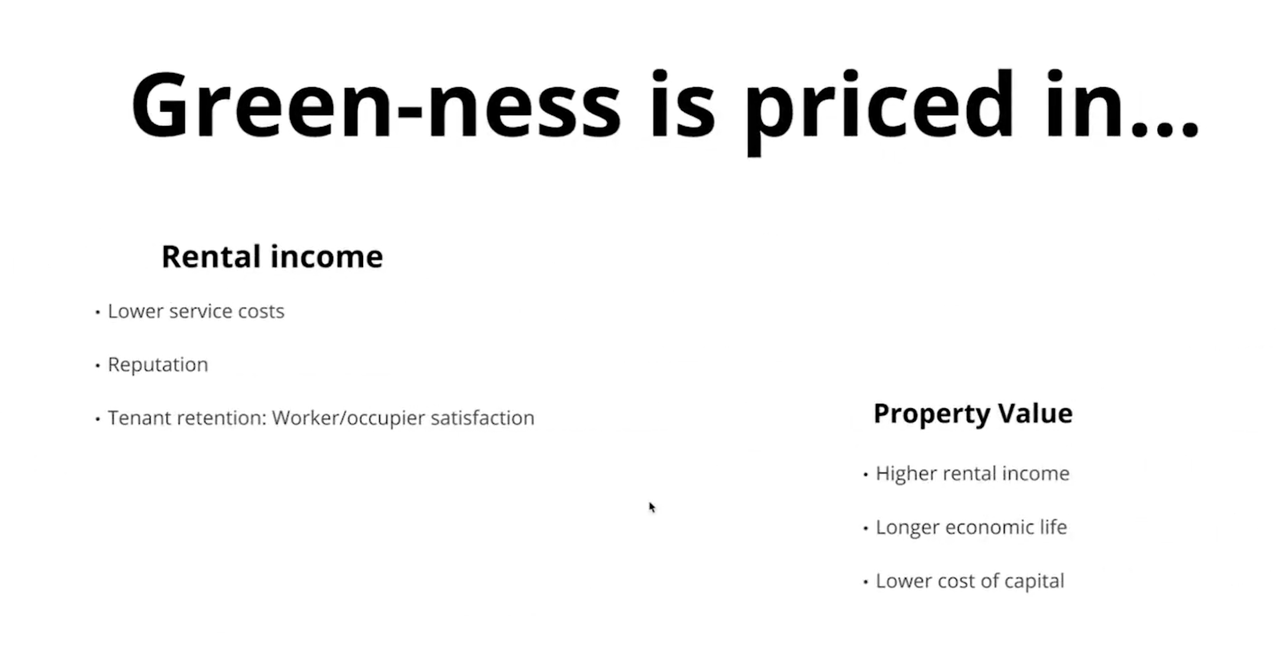 Green-ness is priced in...
Rental income
• Lower service costs
• Reputation
• Tenant retention: Worker/occupier satisfaction
Property Value
• Higher rental income
• Longer economic life
• Lower cost of capital